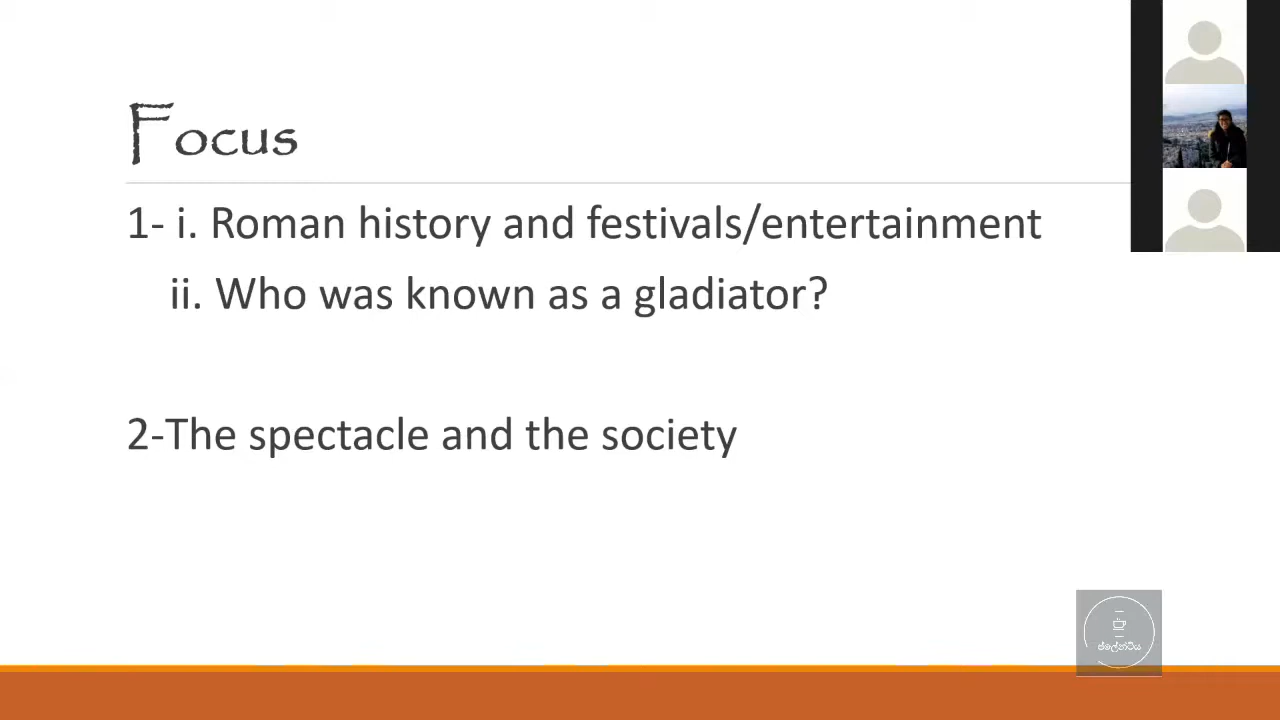 Focus
1- i. Roman history and festivals/entertainment
ii. Who was known as a gladiator?
2-The spectacle and the society
ප්ලේන්ටිය